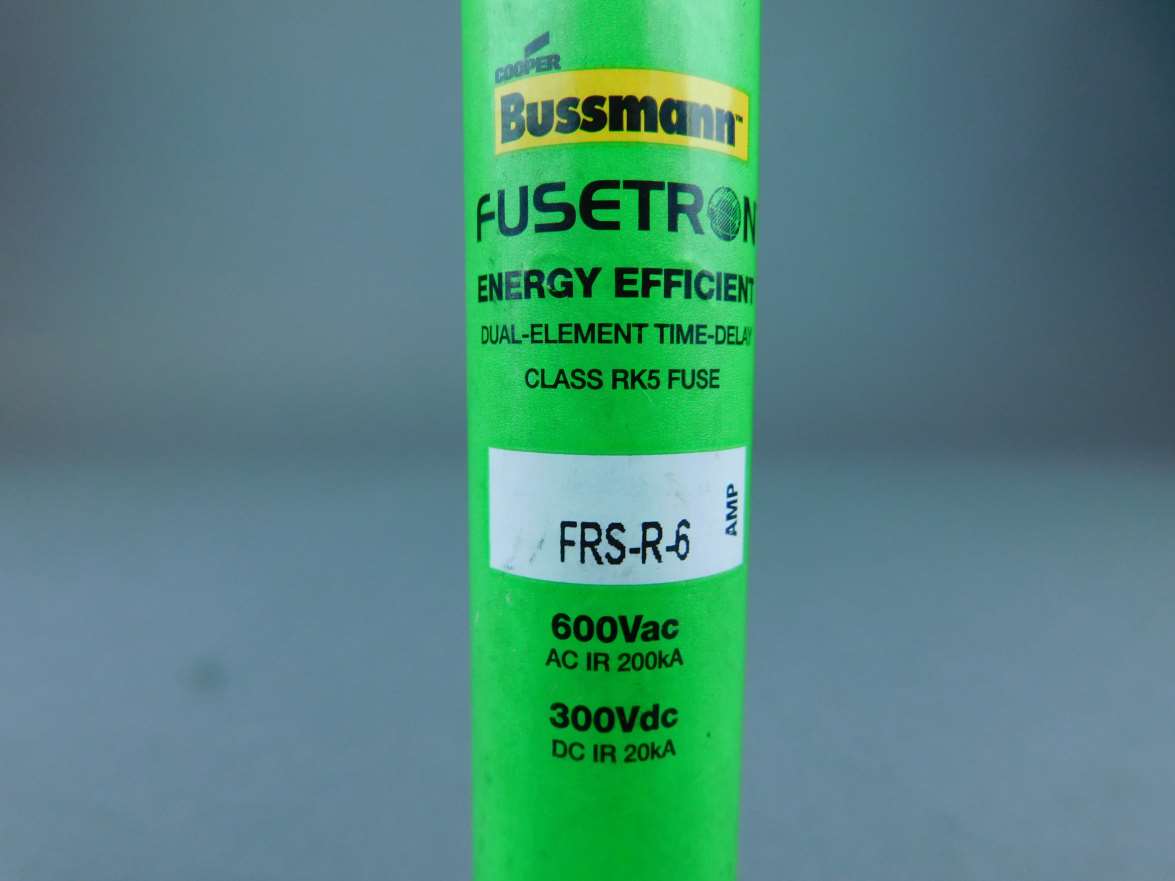 COOPER
Bussmann™
FUSETRON
ENERGY EFFICIENT
DUAL-ELEMENT TIME-DELAY
CLASS RK5 FUSE
AMP
FRS-R-6
600Vac
AC IR 200kA
300Vdc
DC IR 20kA